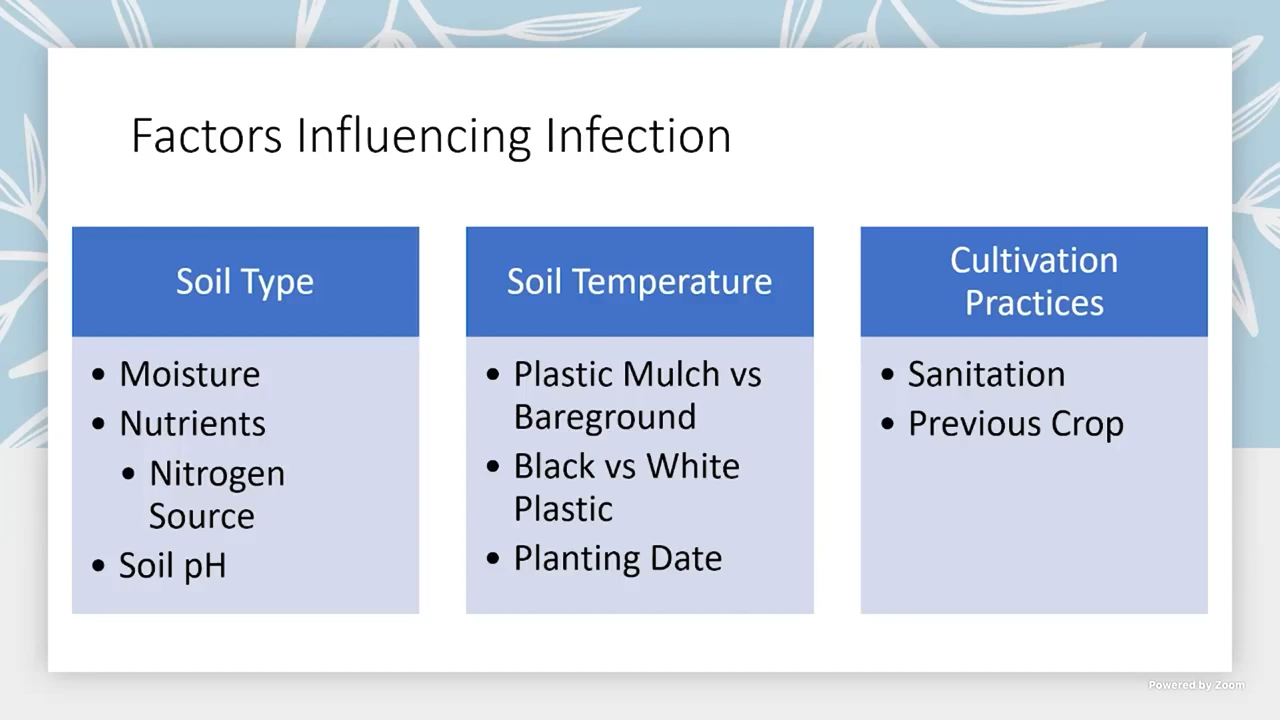 Factors Influencing Infection
Soil Type
• Moisture
• Nutrients
• Nitrogen
Source
• Soil pH
Soil Temperature
• Plastic Mulch vs
Bareground
• Black vs White
Plastic
• Planting Date
Cultivation
Practices
• Sanitation
• Previous Crop
Powered by Zoom